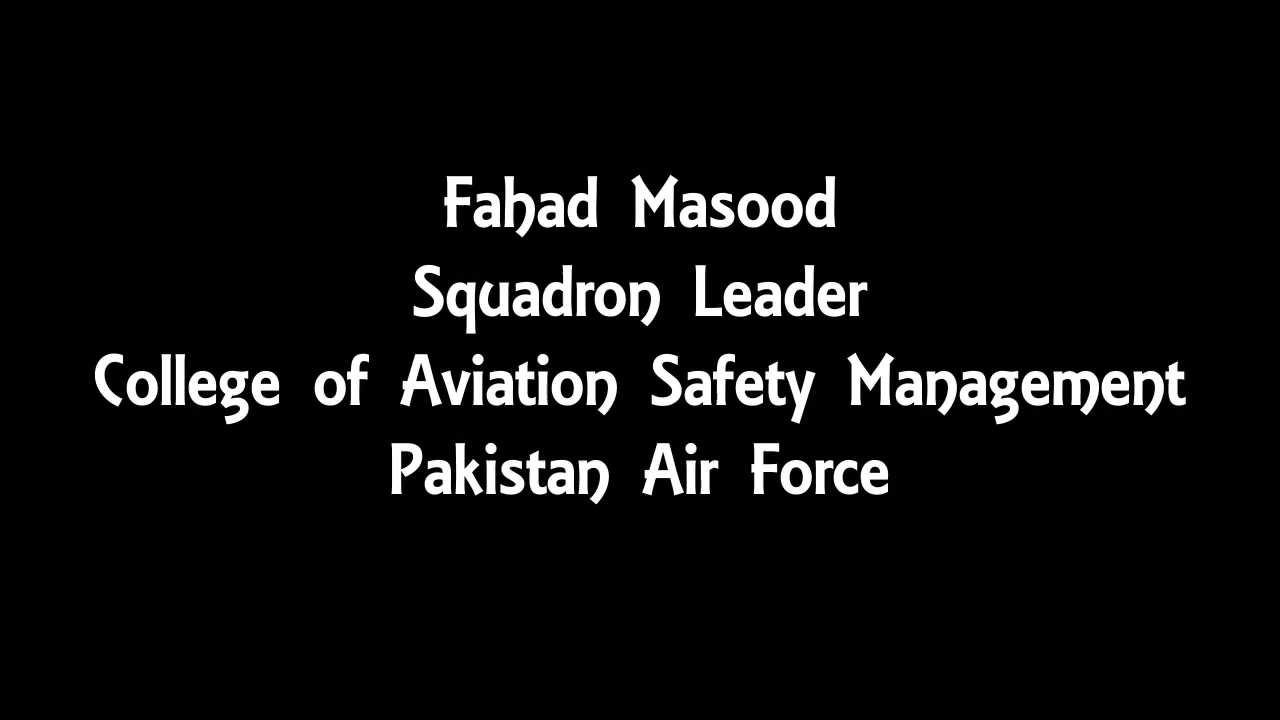 Fahad Masood
Squadron Leader
College of Aviation Safety Management
Pakistan Air Force